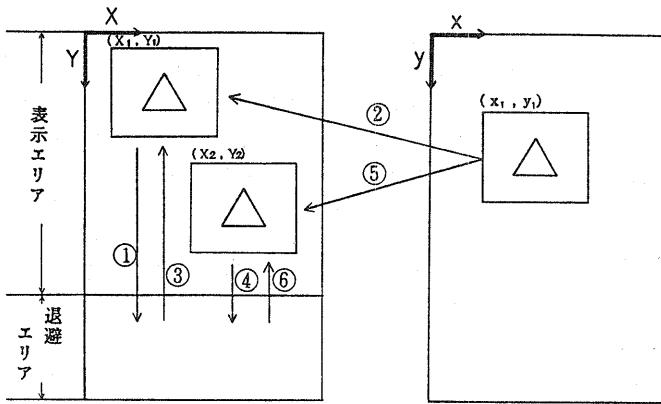 X
Y
(X₁, Y₁)
表示エリア
(X₂, Y₂)
①
③
④
⑥
退避
エリア
②
⑤
x
y
(x₁, y₁)